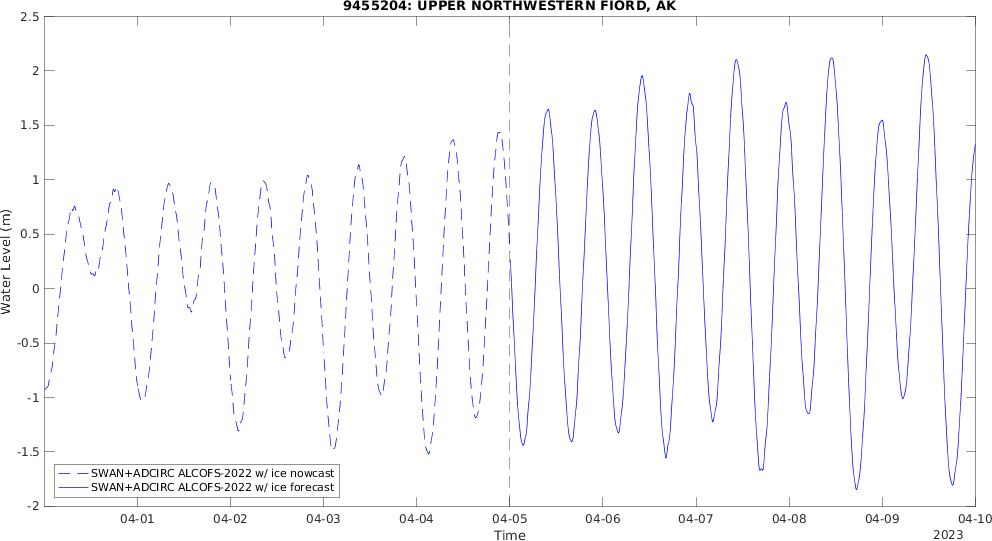 9455204: UPPER NORTHWESTERN FIORD, AK
2.5
2
1.5
1
0.5
0
-0.5
-1
-1.5
-2
Water Level (m)
SWAN+ADCIRC ALCOFS-2022 w/ ice nowcast
SWAN+ADCIRC ALCOFS-2022 w/ ice forecast
04-01 04-02 04-03 04-04 04-05 04-06 04-07 04-08 04-09 04-10
Time
2023